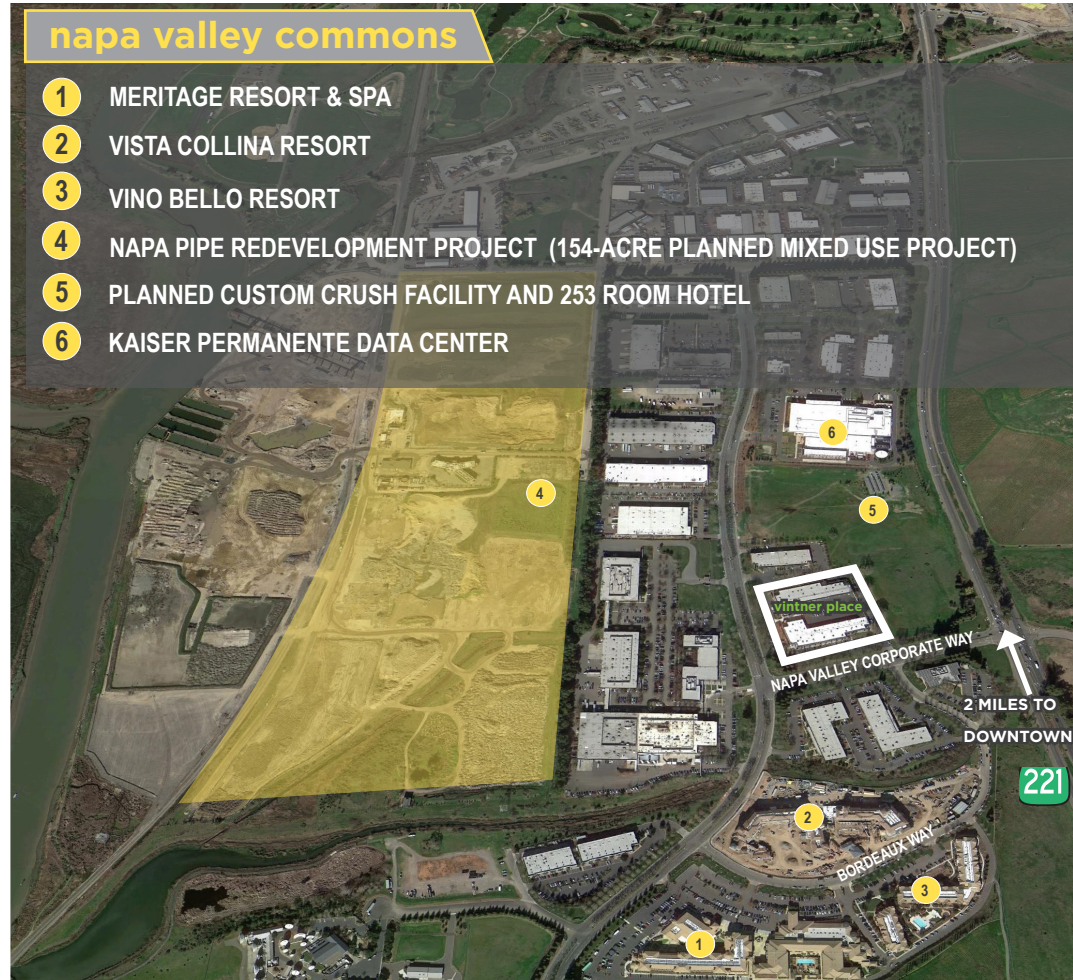 napa valley commons
1 MERITAGE RESORT & SPA
2 VISTA COLLINA RESORT
3 VINO BELLO RESORT
4 NAPA PIPE REDEVELOPMENT PROJECT (154-ACRE PLANNED MIXED USE PROJECT)
5 PLANNED CUSTOM CRUSH FACILITY AND 253 ROOM HOTEL
6 KAISER PERMANENTE DATA CENTER
6
4
5
vintner place
NAPA VALLEY CORPORATE WAY
2 MILES TO
DOWNTOWN
221
2
BORDEAUX WAY
3
1